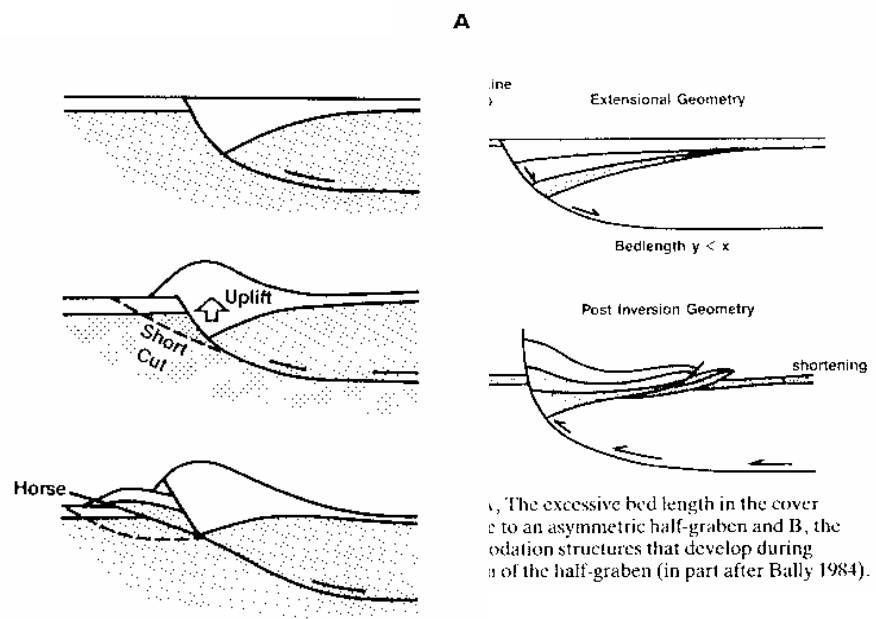 A
ine
Extensional Geometry
Bedlength y < x
Uplift
Short
Cut
Post Inversion Geometry
shortening
Horse
, The excessive bed length in the cover
e to an asymmetric half-graben and B, the
odation structures that develop during
n of the half-graben (in part after Bally 1984).